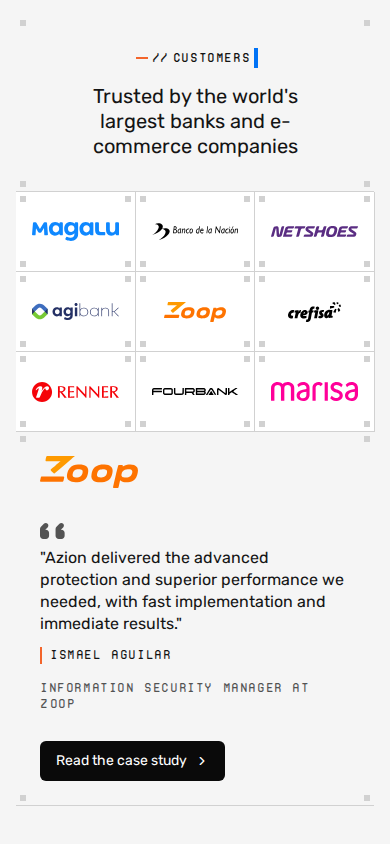 // CUSTOMERS
Trusted by the world's
largest banks and e-
commerce companies
Magalu
Banco de la Nación
NETSHOES
agibank
Zoop
crefisa
r RENNER
FOURBANK
marisa
Zoop
"Azion delivered the advanced
protection and superior performance we
needed, with fast implementation and
immediate results."
ISMAEL AGUILAR
INFORMATION SECURITY MANAGER AT
ZOOP
Read the case study